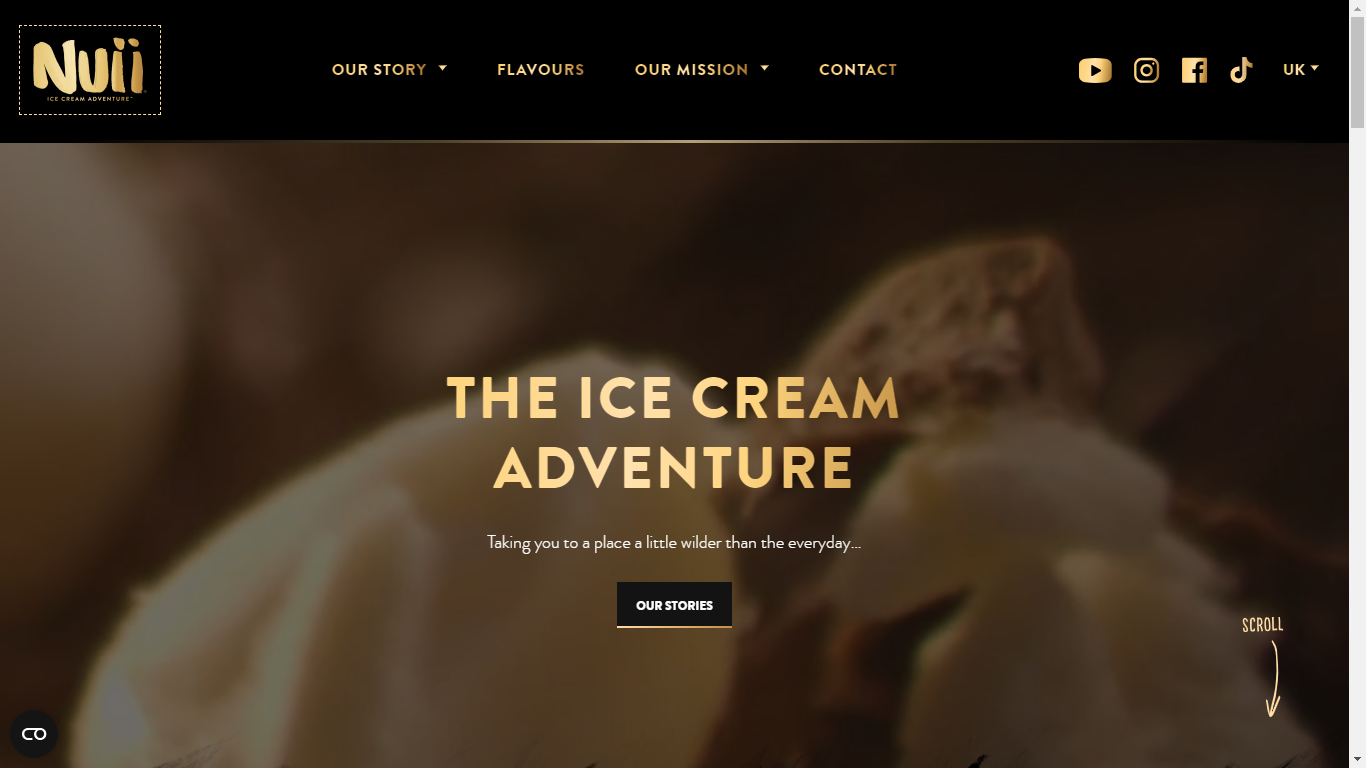 Nuii
ICE CREAM ADVENTURE™
OUR STORY
FLAVOURS
OUR MISSION
CONTACT
UK
THE ICE CREAM
ADVENTURE
Taking you to a place a little wilder than the everyday...
OUR STORIES
SCROLL